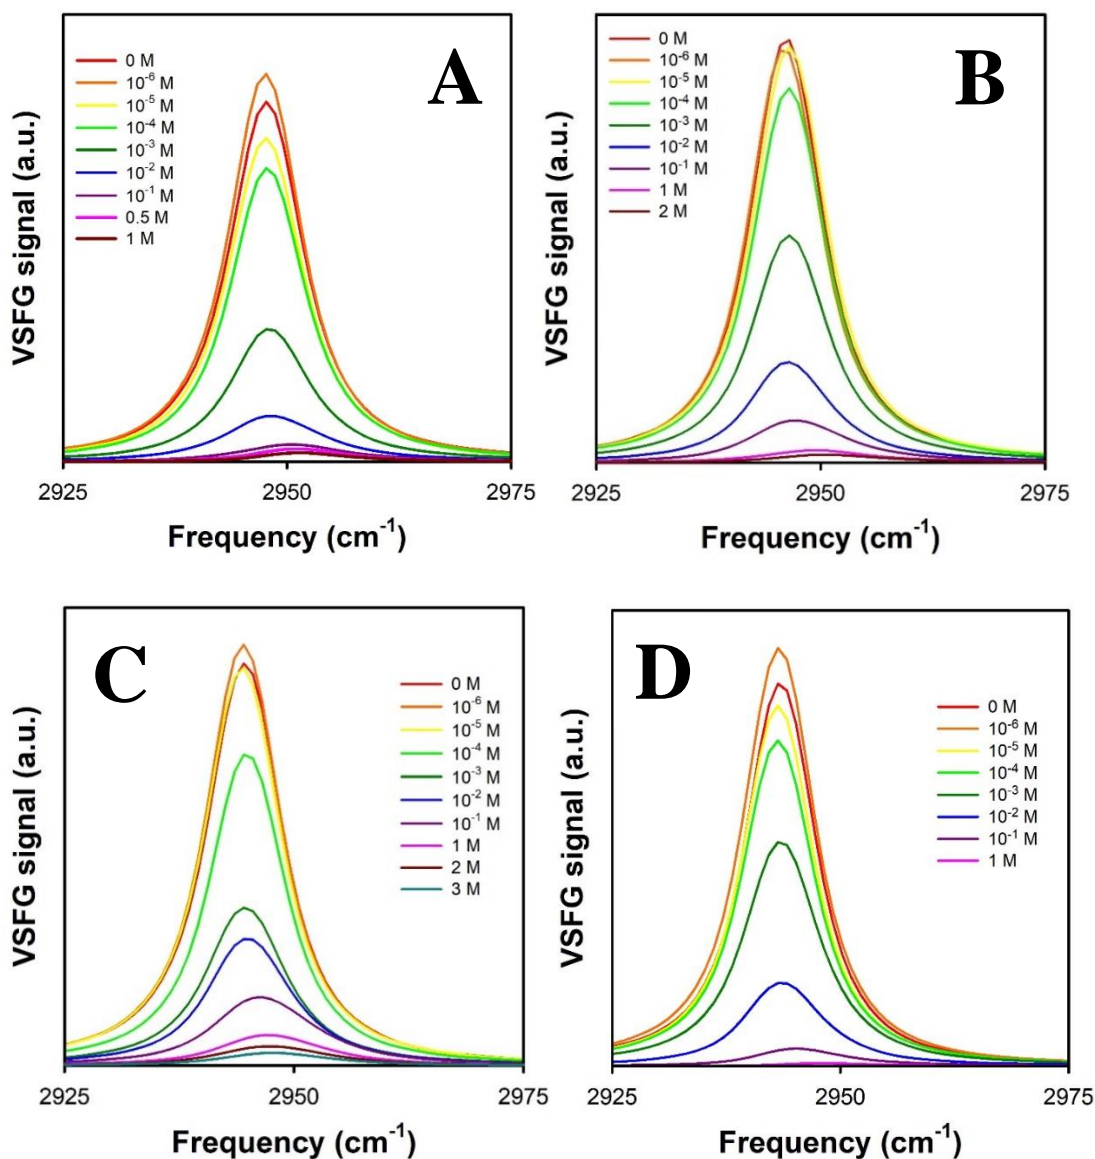 A
0 M
10⁻⁶ M
10⁻⁵ M
10⁻⁴ M
10⁻³ M
10⁻² M
10⁻¹ M
0.5 M
1 M
VSFG signal (a.u.)
2925
2950
2975
Frequency (cm⁻¹)
B
0 M
10⁻⁶ M
10⁻⁵ M
10⁻⁴ M
10⁻³ M
10⁻² M
10⁻¹ M
1 M
2 M
VSFG signal (a.u.)
2925
2950
2975
Frequency (cm⁻¹)
C
0 M
10⁻⁶ M
10⁻⁵ M
10⁻⁴ M
10⁻³ M
10⁻² M
10⁻¹ M
1 M
2 M
3 M
VSFG signal (a.u.)
2925
2950
2975
Frequency (cm⁻¹)
D
0 M
10⁻⁶ M
10⁻⁵ M
10⁻⁴ M
10⁻³ M
10⁻² M
10⁻¹ M
1 M
VSFG signal (a.u.)
2925
2950
2975
Frequency (cm⁻¹)